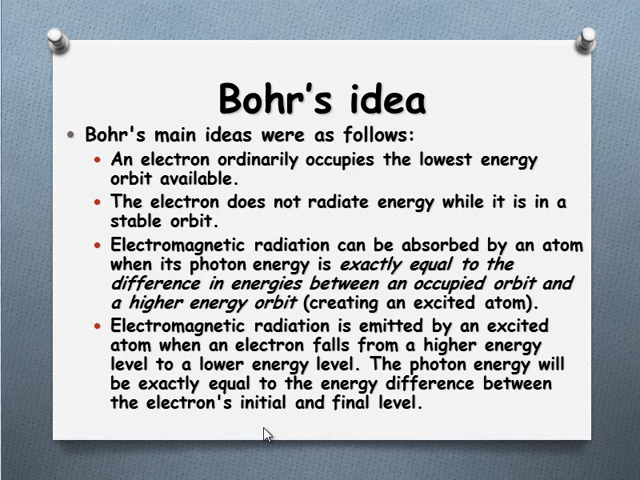 Bohr’s idea
• Bohr's main ideas were as follows:
• An electron ordinarily occupies the lowest energy
orbit available.
• The electron does not radiate energy while it is in a
stable orbit.
• Electromagnetic radiation can be absorbed by an atom
when its photon energy is exactly equal to the
difference in energies between an occupied orbit and
a higher energy orbit (creating an excited atom).
• Electromagnetic radiation is emitted by an excited
atom when an electron falls from a higher energy
level to a lower energy level. The photon energy will
be exactly equal to the energy difference between
the electron's initial and final level.